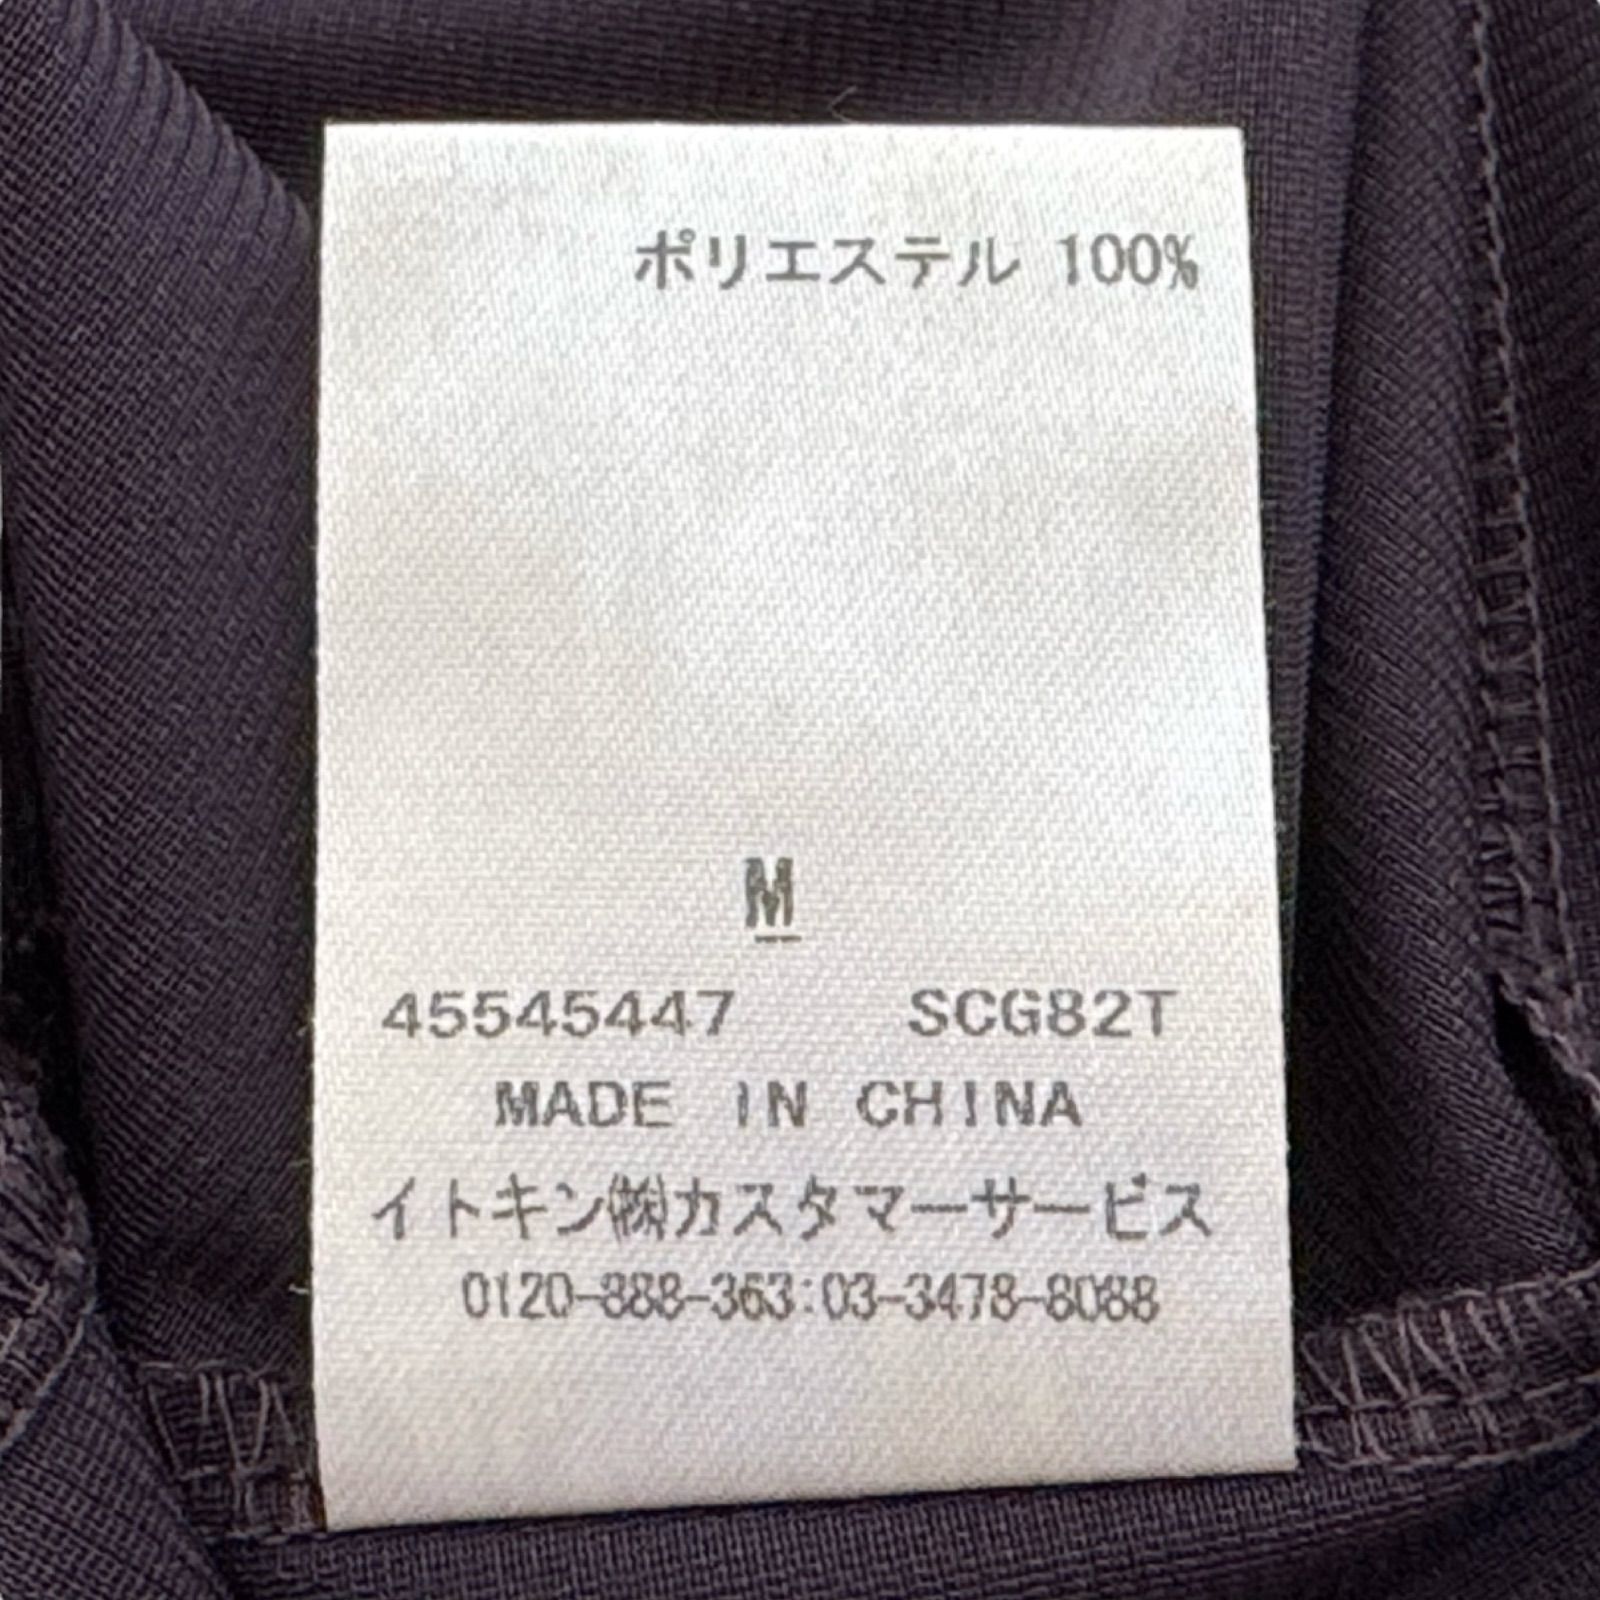 ポリエステル 100%
M
45545447 SCG82T
MADE IN CHINA
イトキン㈱カスタマーサービス
0120-888-363:03-3478-8088